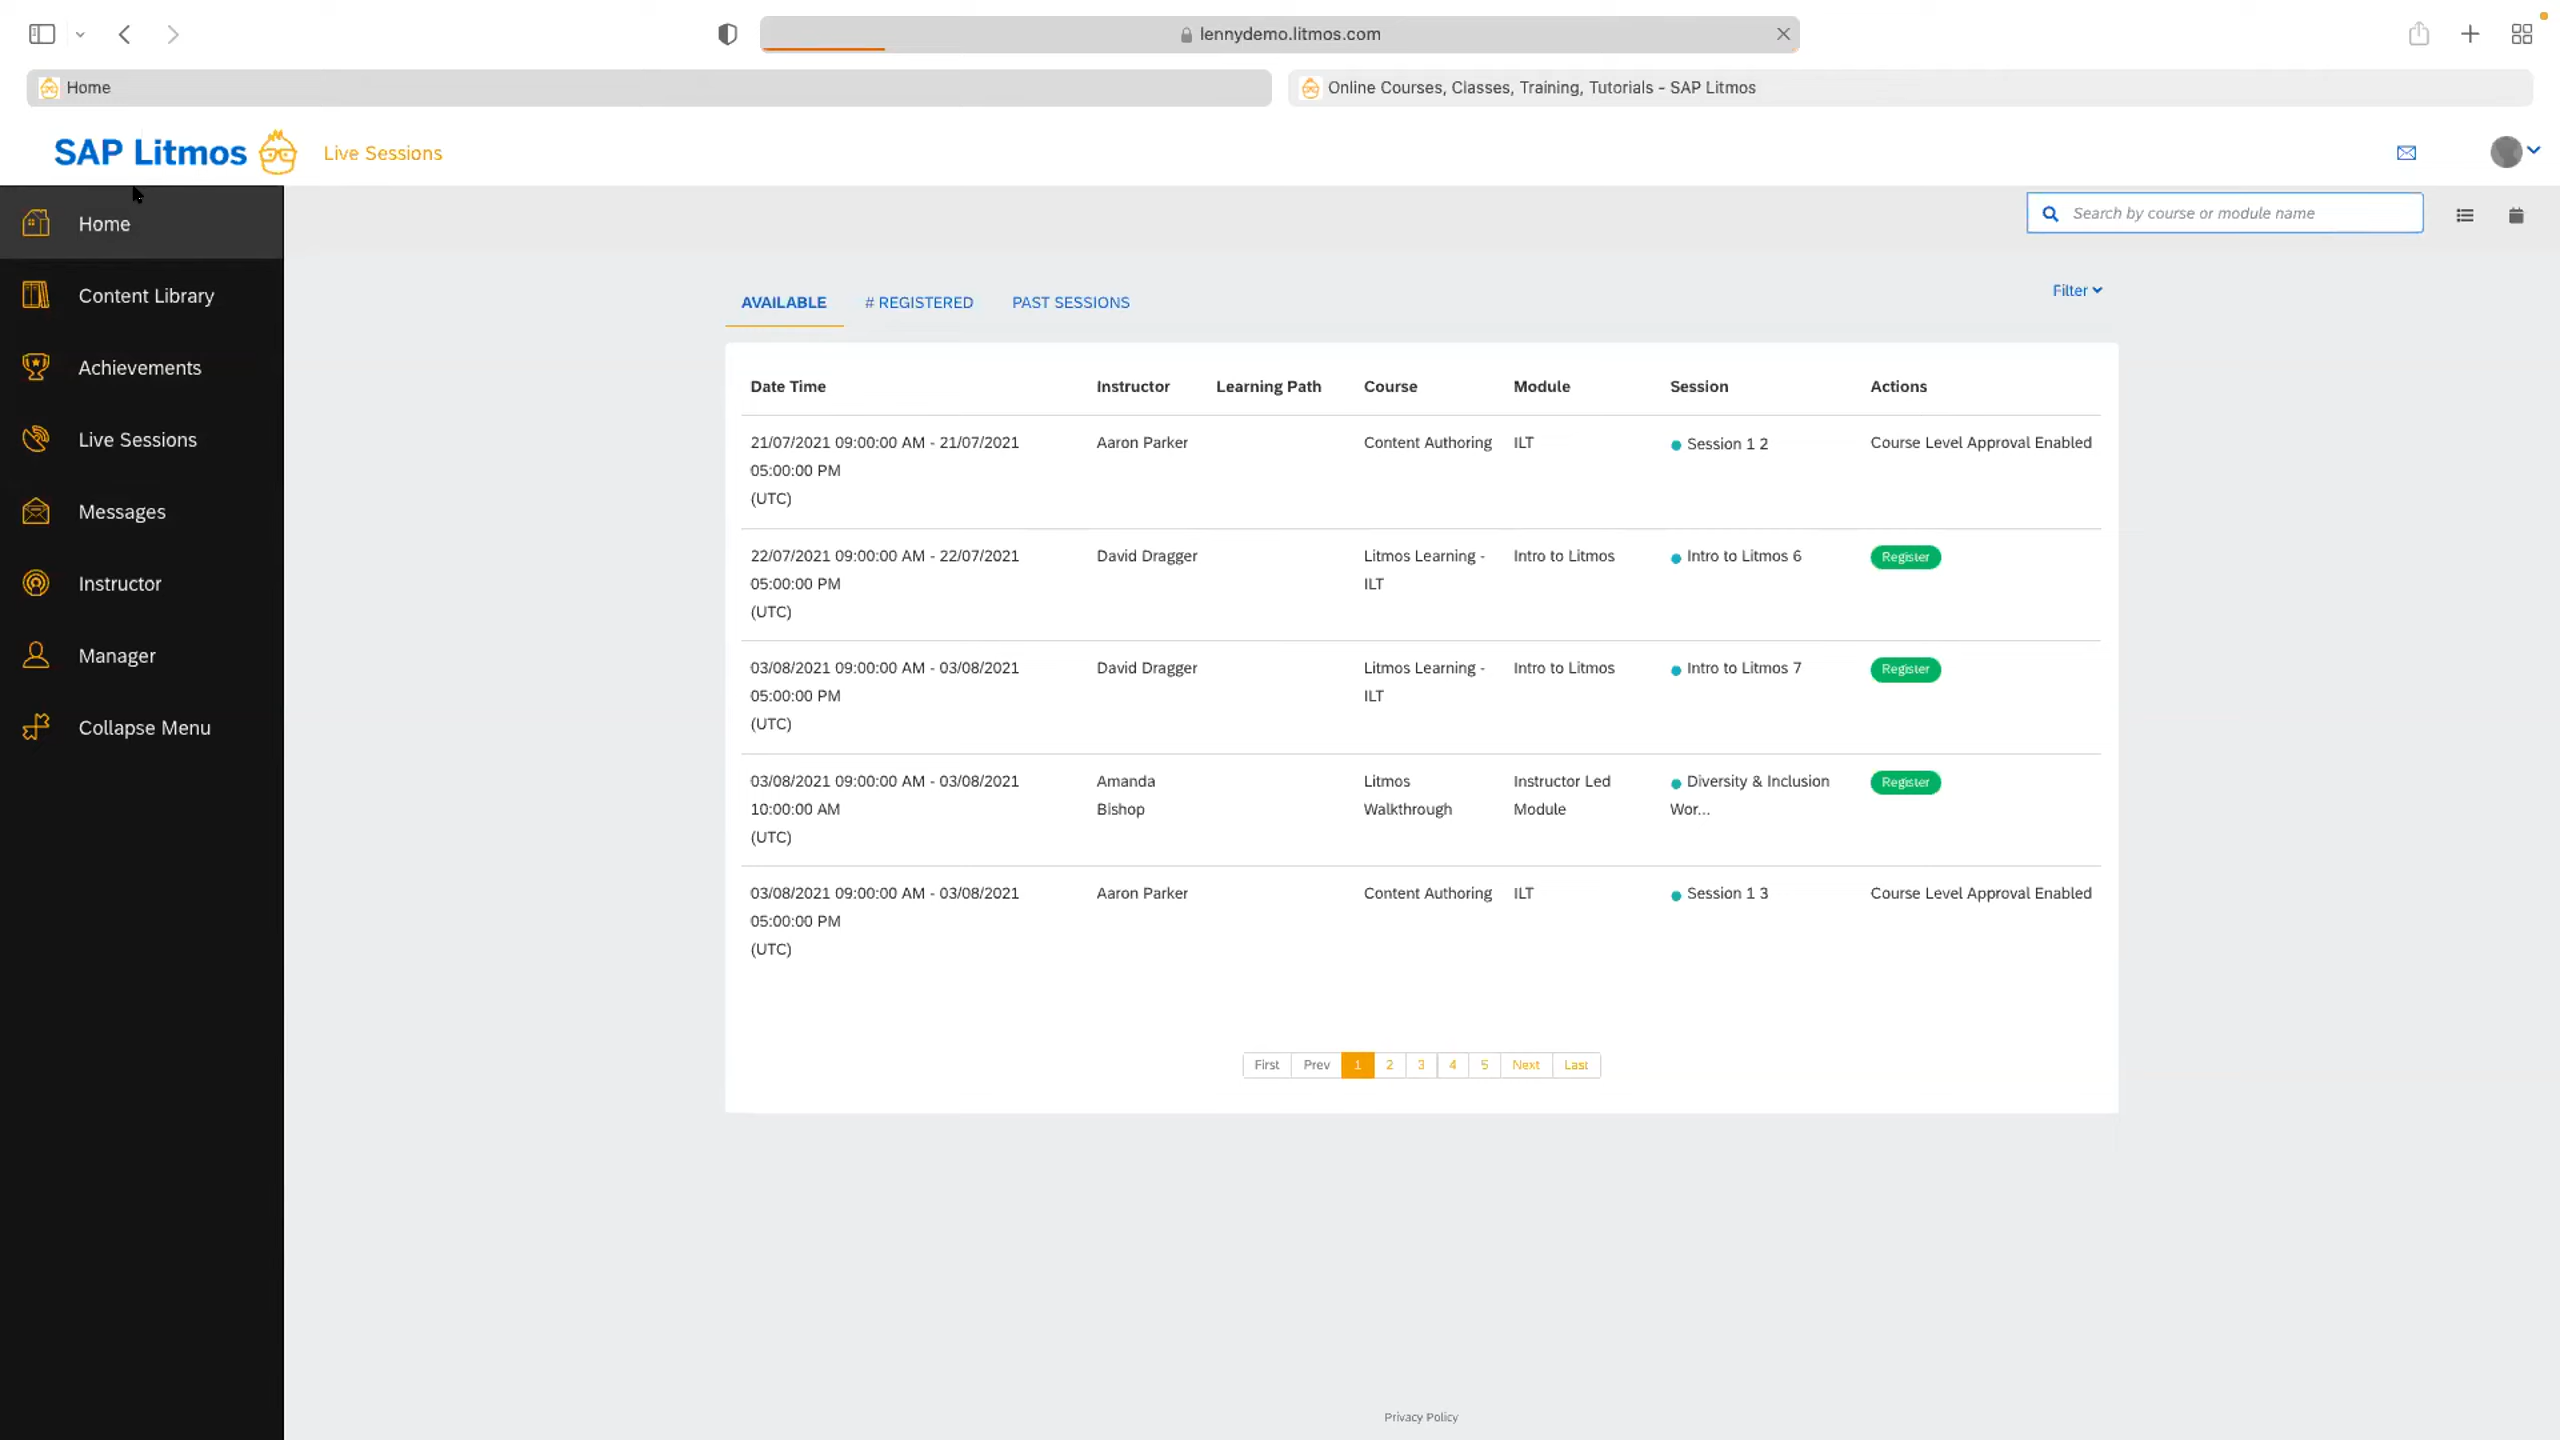 lennydemo.litmos.com
Home
Online Courses, Classes, Training, Tutorials - SAP Litmos
SAP Litmos
Live Sessions
Home
Content Library
Achievements
Live Sessions
Messages
Instructor
Manager
Collapse Menu
Search by course or module name
AVAILABLE
# REGISTERED
PAST SESSIONS
Filter
Date Time Instructor Learning Path Course Module Session Actions
21/07/2021 09:00:00 AM - 21/07/2021 Aaron Parker Content Authoring ILT Session 1 2 Course Level Approval Enabled
05:00:00 PM
(UTC)
22/07/2021 09:00:00 AM - 22/07/2021 David Dragger Litmos Learning - Intro to Litmos Intro to Litmos 6 Register
05:00:00 PM ILT
(UTC)
03/08/2021 09:00:00 AM - 03/08/2021 David Dragger Litmos Learning - Intro to Litmos Intro to Litmos 7 Register
05:00:00 PM ILT
(UTC)
03/08/2021 09:00:00 AM - 03/08/2021 Amanda Litmos Instructor Led Diversity & Inclusion Register
10:00:00 AM Bishop Walkthrough Module Wor...
(UTC)
03/08/2021 09:00:00 AM - 03/08/2021 Aaron Parker Content Authoring ILT Session 1 3 Course Level Approval Enabled
05:00:00 PM
(UTC)
First Prev 1 2 3 4 5 Next Last
Privacy Policy